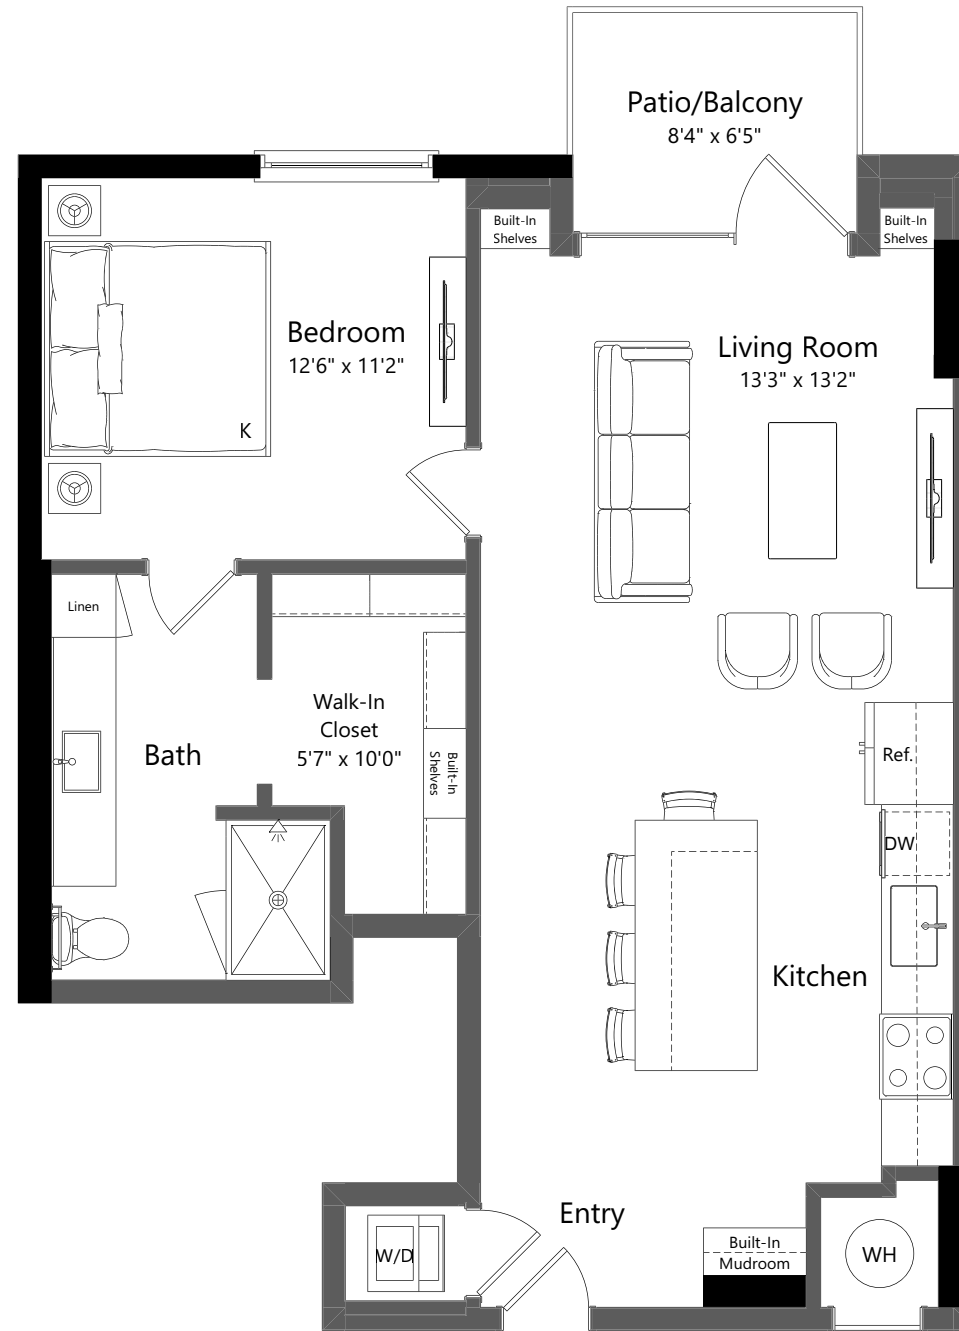 Patio/Balcony
8'4" x 6'5"
Built-In
Shelves
Built-In
Shelves
Bedroom
12'6" x 11'2"
K
Living Room
13'3" x 13'2"
Linen
Walk-In
Closet
5'7" x 10'0"
Built-In
Shelves
Bath
Ref.
DW
Kitchen
Entry
W/D
Built-In
Mudroom
WH